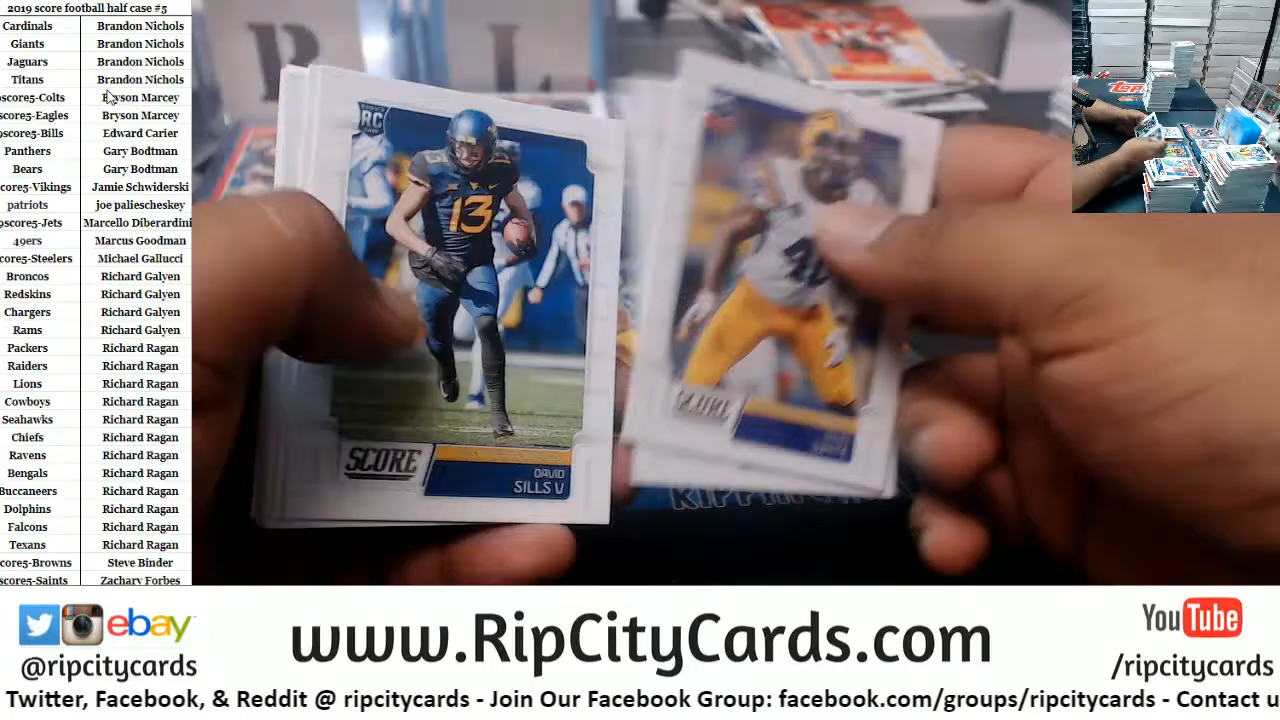 2019 score football half case #5
Cardinals Brandon Nichols
Giants Brandon Nichols
Jaguars Brandon Nichols
Titans Brandon Nichols
score5-Colts Bryson Marcey
score5-Eagles Bryson Marcey
9score5-Bills Edward Carier
Panthers Gary Bodtman
Bears Gary Bodtman
core5-Vikings Jamie Schwiderski
patriots joe paliescheskey
9score5-Jets Marcello Diberardini
49ers Marcus Goodman
core5-Steelers Michael Gallucci
Broncos Richard Galyen
Redskins Richard Galyen
Chargers Richard Galyen
Rams Richard Galyen
Packers Richard Ragan
Raiders Richard Ragan
Lions Richard Ragan
Cowboys Richard Ragan
Seahawks Richard Ragan
Chiefs Richard Ragan
Ravens Richard Ragan
Bengals Richard Ragan
Buccaneers Richard Ragan
Dolphins Richard Ragan
Falcons Richard Ragan
Texans Richard Ragan
core5-Browns Steve Binder
score5-Saints Zachary Forbes
RC
13
SCORE
DAVID
SILLS V
SCORE
ebay
@ripcitycards
www.RipCityCards.com
YouTube
/ripcitycards
Twitter, Facebook, & Reddit @ ripcitycards - Join Our Facebook Group: facebook.com/groups/ripcitycards - Contact u